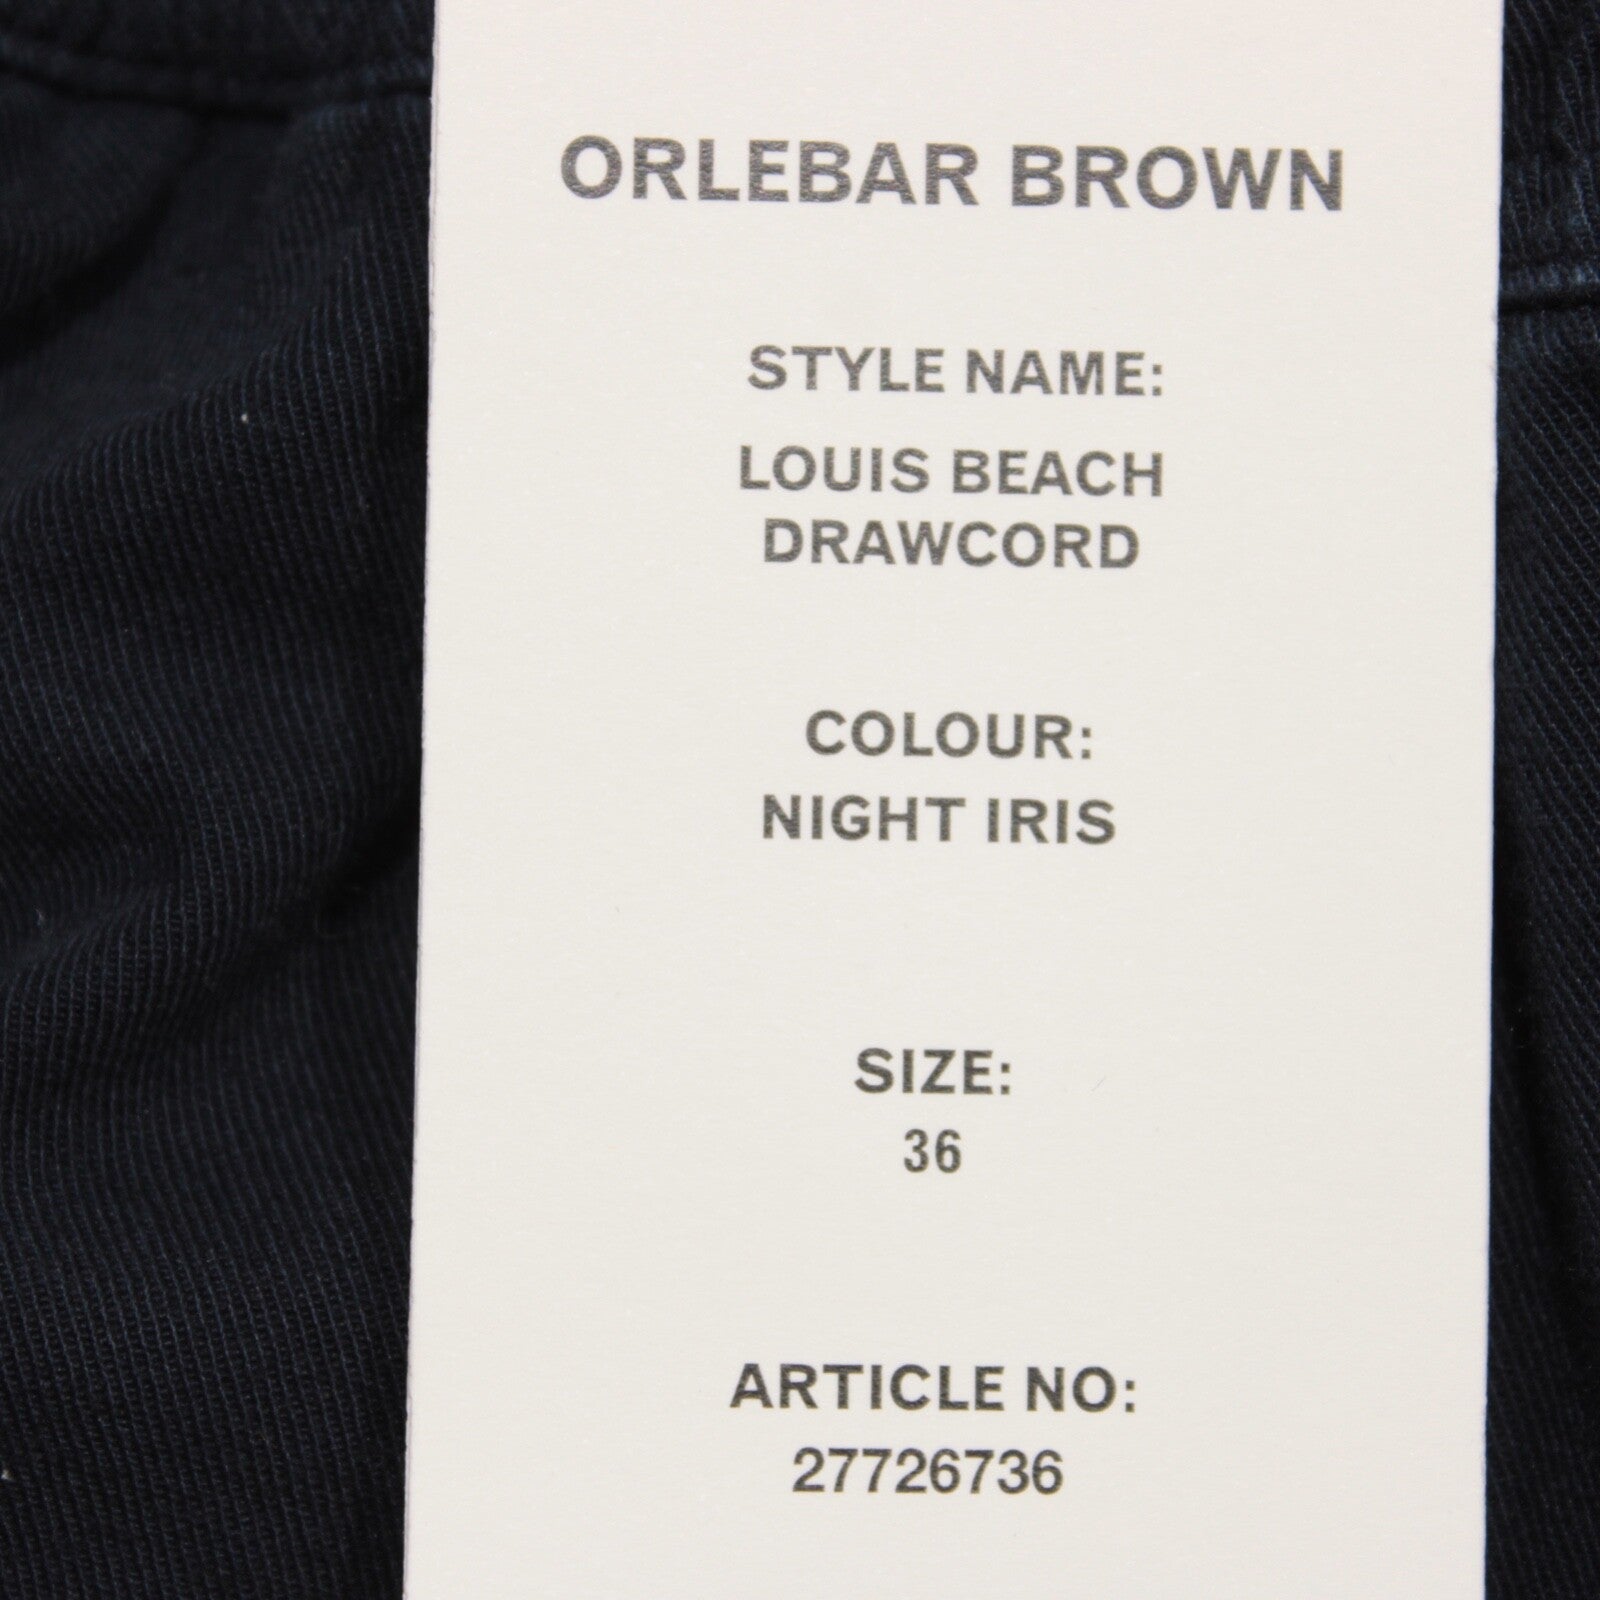 ORLEBAR BROWN
STYLE NAME:
LOUIS BEACH
DRAWCORD
COLOUR:
NIGHT IRIS
SIZE:
36
ARTICLE NO:
27726736